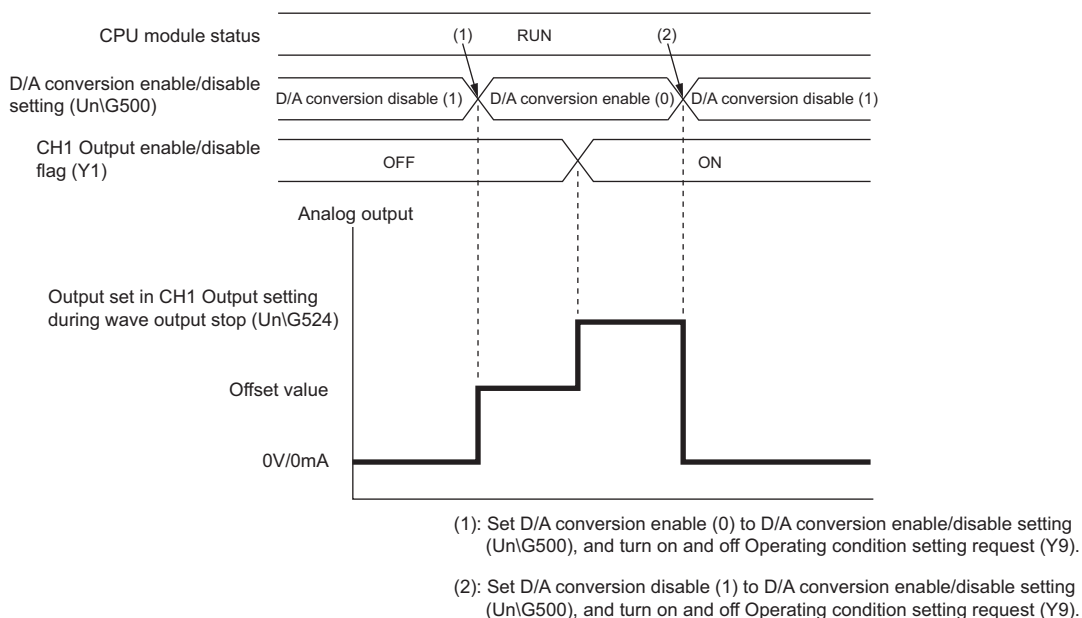 CPU module status
(1)
RUN
(2)
D/A conversion enable/disable
setting (Un\G500)
D/A conversion disable (1)
D/A conversion enable (0)
D/A conversion disable (1)
CH1 Output enable/disable
flag (Y1)
OFF
ON
Analog output
Output set in CH1 Output setting
during wave output stop (Un\G524)
Offset value
0V/0mA
(1): Set D/A conversion enable (0) to D/A conversion enable/disable setting
(Un\G500), and turn on and off Operating condition setting request (Y9).
(2): Set D/A conversion disable (1) to D/A conversion enable/disable setting
(Un\G500), and turn on and off Operating condition setting request (Y9).